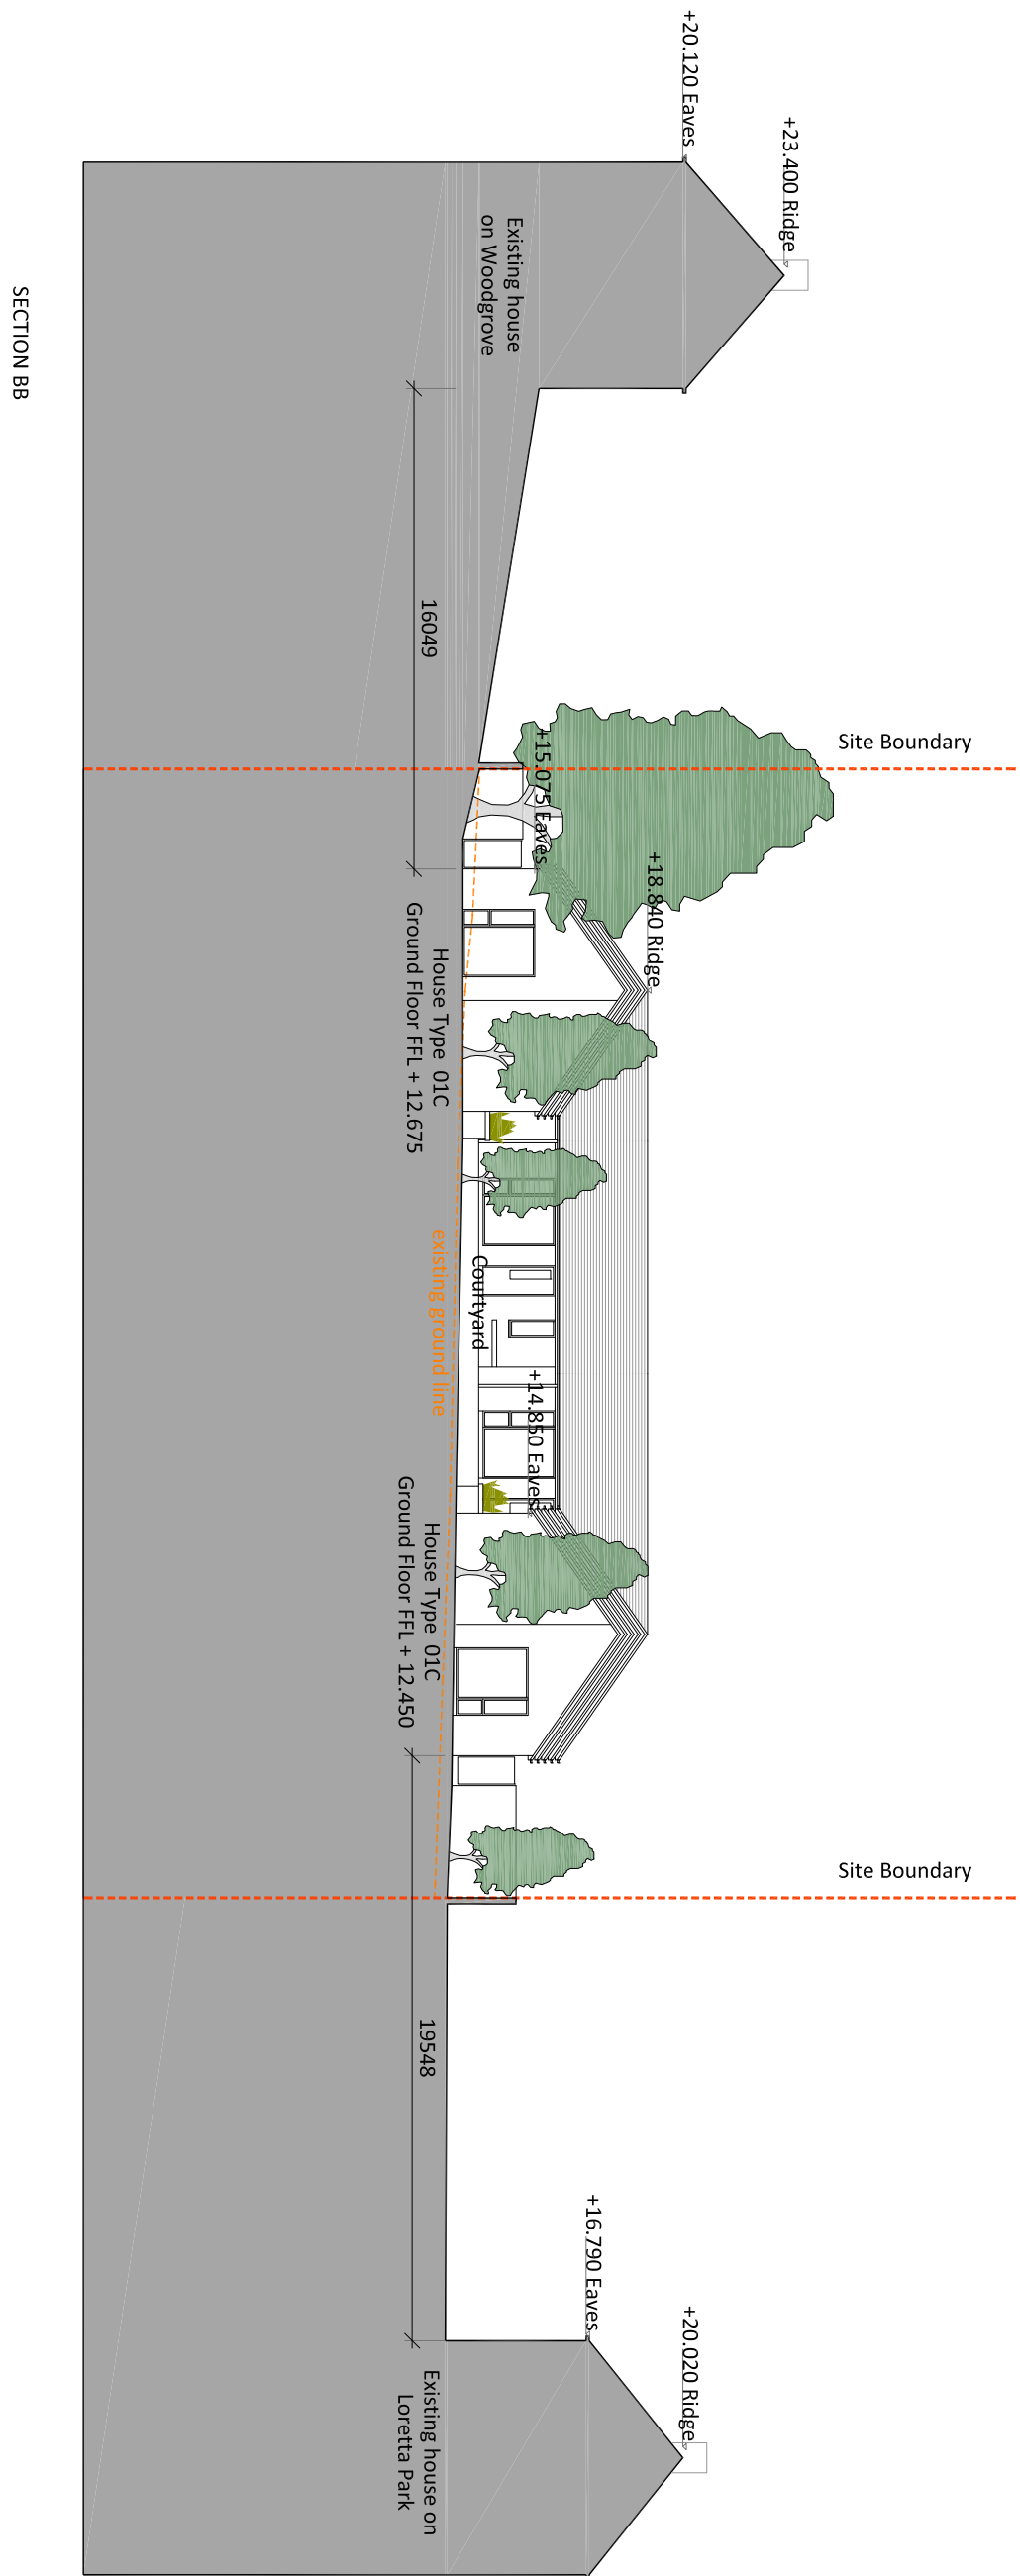 +20.120 Eaves
+23.400 Ridge
Existing house
on Woodgrove
16049
Site Boundary
+15.075 Eaves
+18.840 Ridge
House Type 01C
Ground Floor FFL + 12.675
existing ground line
Courtyard
+14.850 Eaves
House Type 01C
Ground Floor FFL + 12.450
Site Boundary
19548
+16.790 Eaves
+20.020 Ridge
Existing house on
Loretta Park
SECTION BB